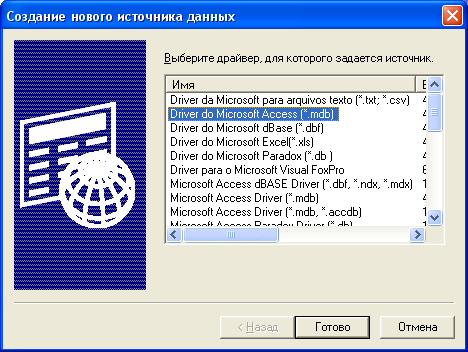 Создание нового источника данных
Выберите драйвер, для которого задается источник.
Имя
Driver da Microsoft para arquivos texto (*.txt; *.csv) 4
Driver do Microsoft Access (*.mdb) 4
Driver do Microsoft dBase (*.dbf) 4
Driver do Microsoft Excel(*.xls) 4
Driver do Microsoft Paradox (*.db ) 4
Driver para o Microsoft Visual FoxPro 6
Microsoft Access dBASE Driver (*.dbf, *.ndx, *.mdx) 1
Microsoft Access Driver (*.mdb) 4
Microsoft Access Driver (*.mdb, *.accdb) 1
Microsoft Access Paradox Driver (*.db) 1
< Назад Готово Отмена